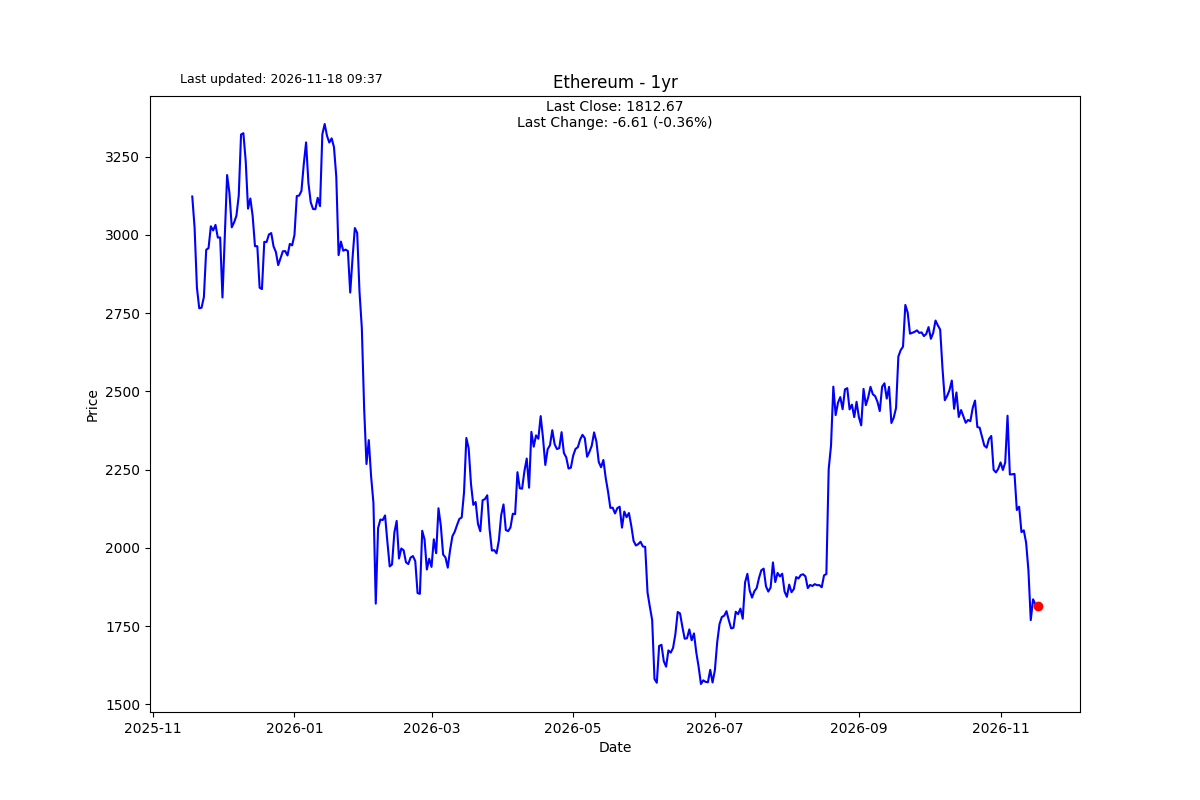 Last updated: 2026-11-18 09:37
Ethereum - 1yr
Last Close: 1812.67
Last Change: -6.61 (-0.36%)
3250
3000
2750
2500
2250
2000
1750
1500
Price
2025-11
2026-01
2026-03
2026-05
2026-07
2026-09
2026-11
Date